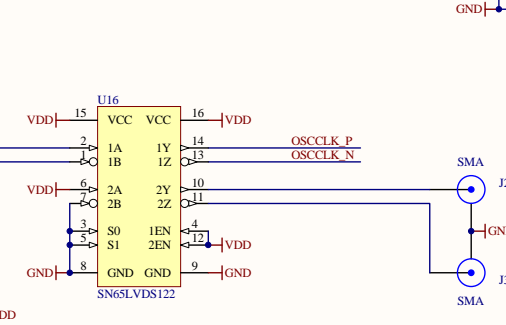 GND
U16
VDD 15 VCC VCC 16 VDD
2 1A 1Y 14 OSCCLK_P
1 1B 1Z 13 OSCCLK_N
SMA
VDD 6 2A 2Y 10
7 2B 2Z 11
3 S0 1EN 4
GN
5 S1 2EN 12 VDD
GND 8 GND GND 9 GND
SN65LVDS122
SMA
DD